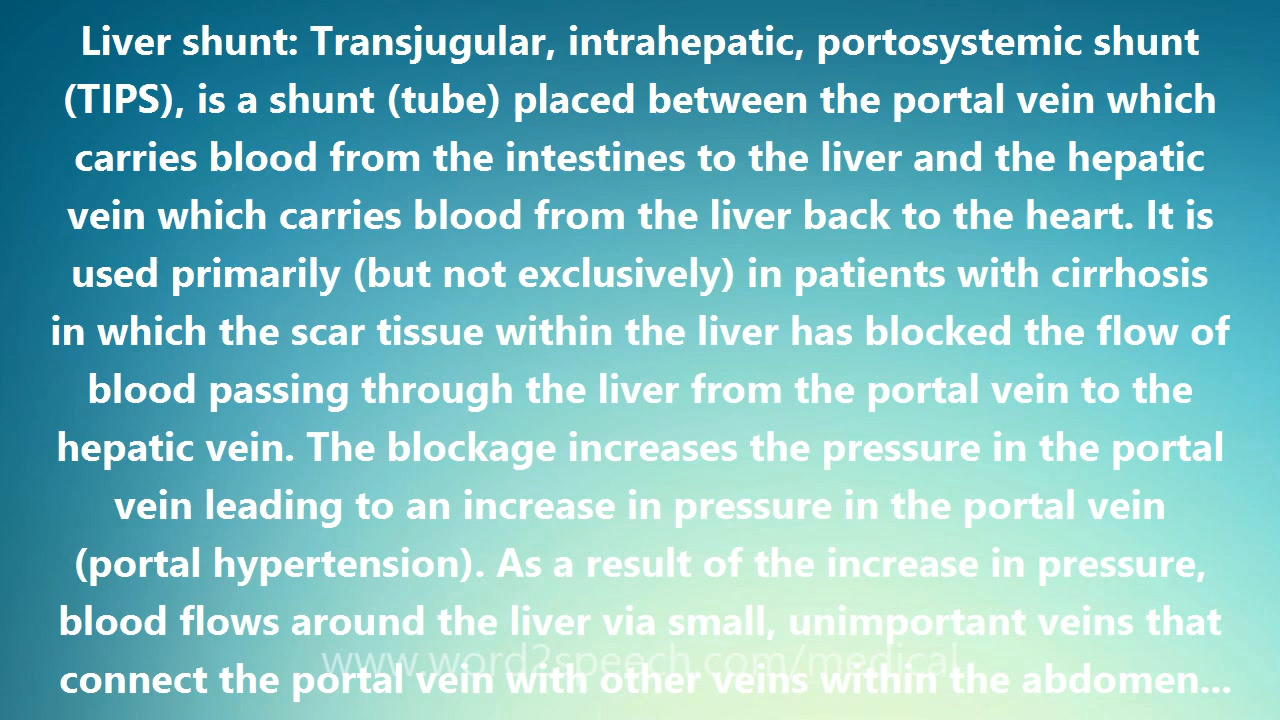 Liver shunt: Transjugular, intrahepatic, portosystemic shunt
(TIPS), is a shunt (tube) placed between the portal vein which
carries blood from the intestines to the liver and the hepatic
vein which carries blood from the liver back to the heart. It is
used primarily (but not exclusively) in patients with cirrhosis
in which the scar tissue within the liver has blocked the flow of
blood passing through the liver from the portal vein to the
hepatic vein. The blockage increases the pressure in the portal
vein leading to an increase in pressure in the portal vein
(portal hypertension). As a result of the increase in pressure,
blood flows around the liver via small, unimportant veins that
www.word2speech.com/medical
connect the portal vein with other veins within the abdomen...